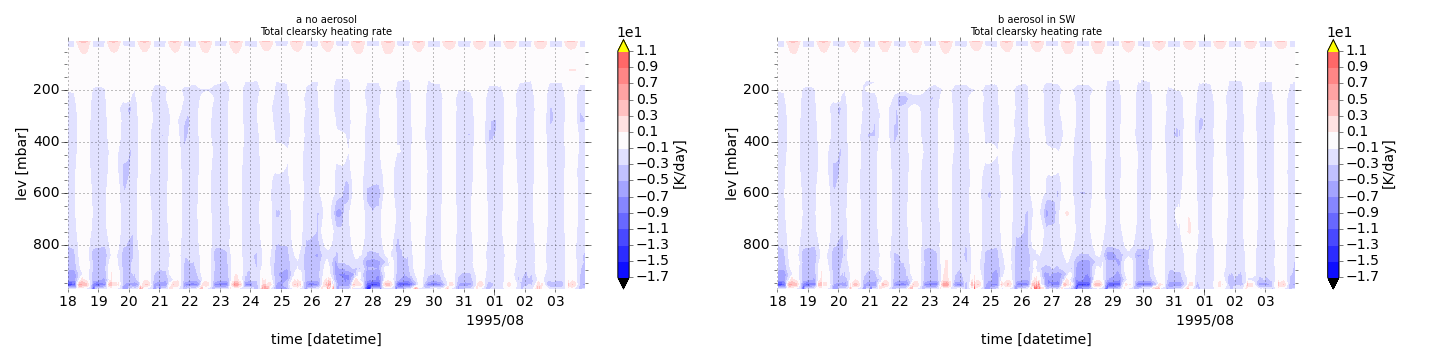 a no aerosol
Total clearsky heating rate
1e1
1.1
0.9
0.7
0.5
0.3
0.1
−0.1
−0.3
−0.5
−0.7
−0.9
−1.1
−1.3
−1.5
−1.7
[K/day]
lev [mbar]
200
400
600
800
18 19 20 21 22 23 24 25 26 27 28 29 30 31 01 02 03
1995/08
time [datetime]
b aerosol in SW
Total clearsky heating rate
1e1
1.1
0.9
0.7
0.5
0.3
0.1
−0.1
−0.3
−0.5
−0.7
−0.9
−1.1
−1.3
−1.5
−1.7
[K/day]
lev [mbar]
200
400
600
800
18 19 20 21 22 23 24 25 26 27 28 29 30 31 01 02 03
1995/08
time [datetime]